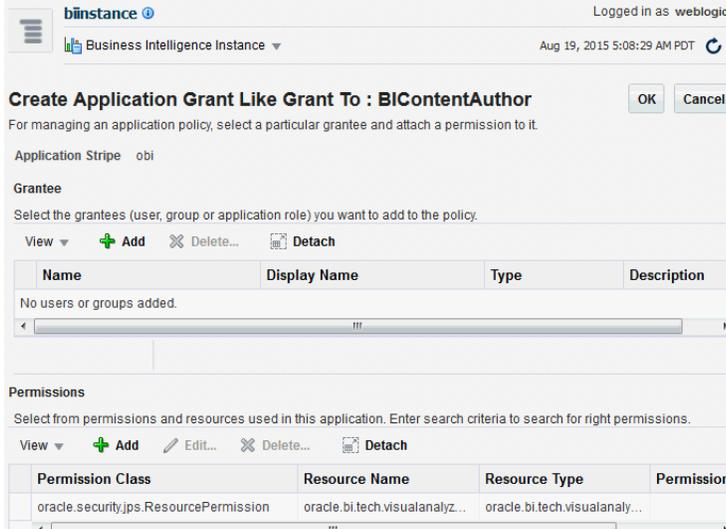 biinstance
Logged in as weblogic
Business Intelligence Instance
Aug 19, 2015 5:08:29 AM PDT
Create Application Grant Like Grant To : BIContentAuthor
OK Cancel
For managing an application policy, select a particular grantee and attach a permission to it.
Application Stripe obi
Grantee
Select the grantees (user, group or application role) you want to add to the policy.
View Add Delete... Detach
Name Display Name Type Description
No users or groups added.
Permissions
Select from permissions and resources used in this application. Enter search criteria to search for right permissions.
View Add Edit... Delete... Detach
Permission Class Resource Name Resource Type Permission
oracle.security.jps.ResourcePermission oracle.bi.tech.visualanalyz... oracle.bi.tech.visualanaly...